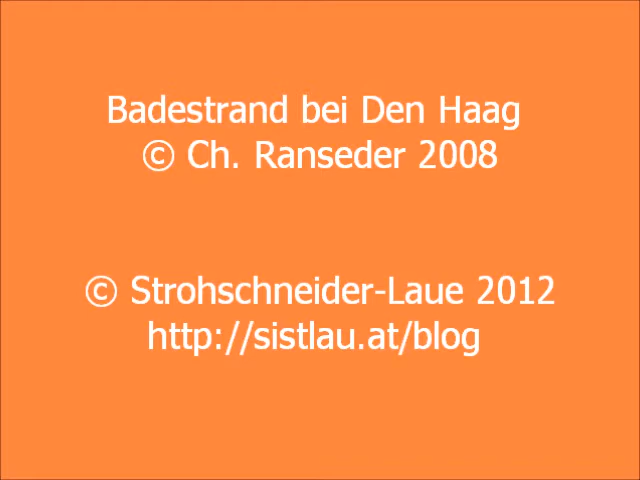 Badestrand bei Den Haag
© Ch. Ranseder 2008
© Strohschneider-Laue 2012
http://sistlau.at/blog